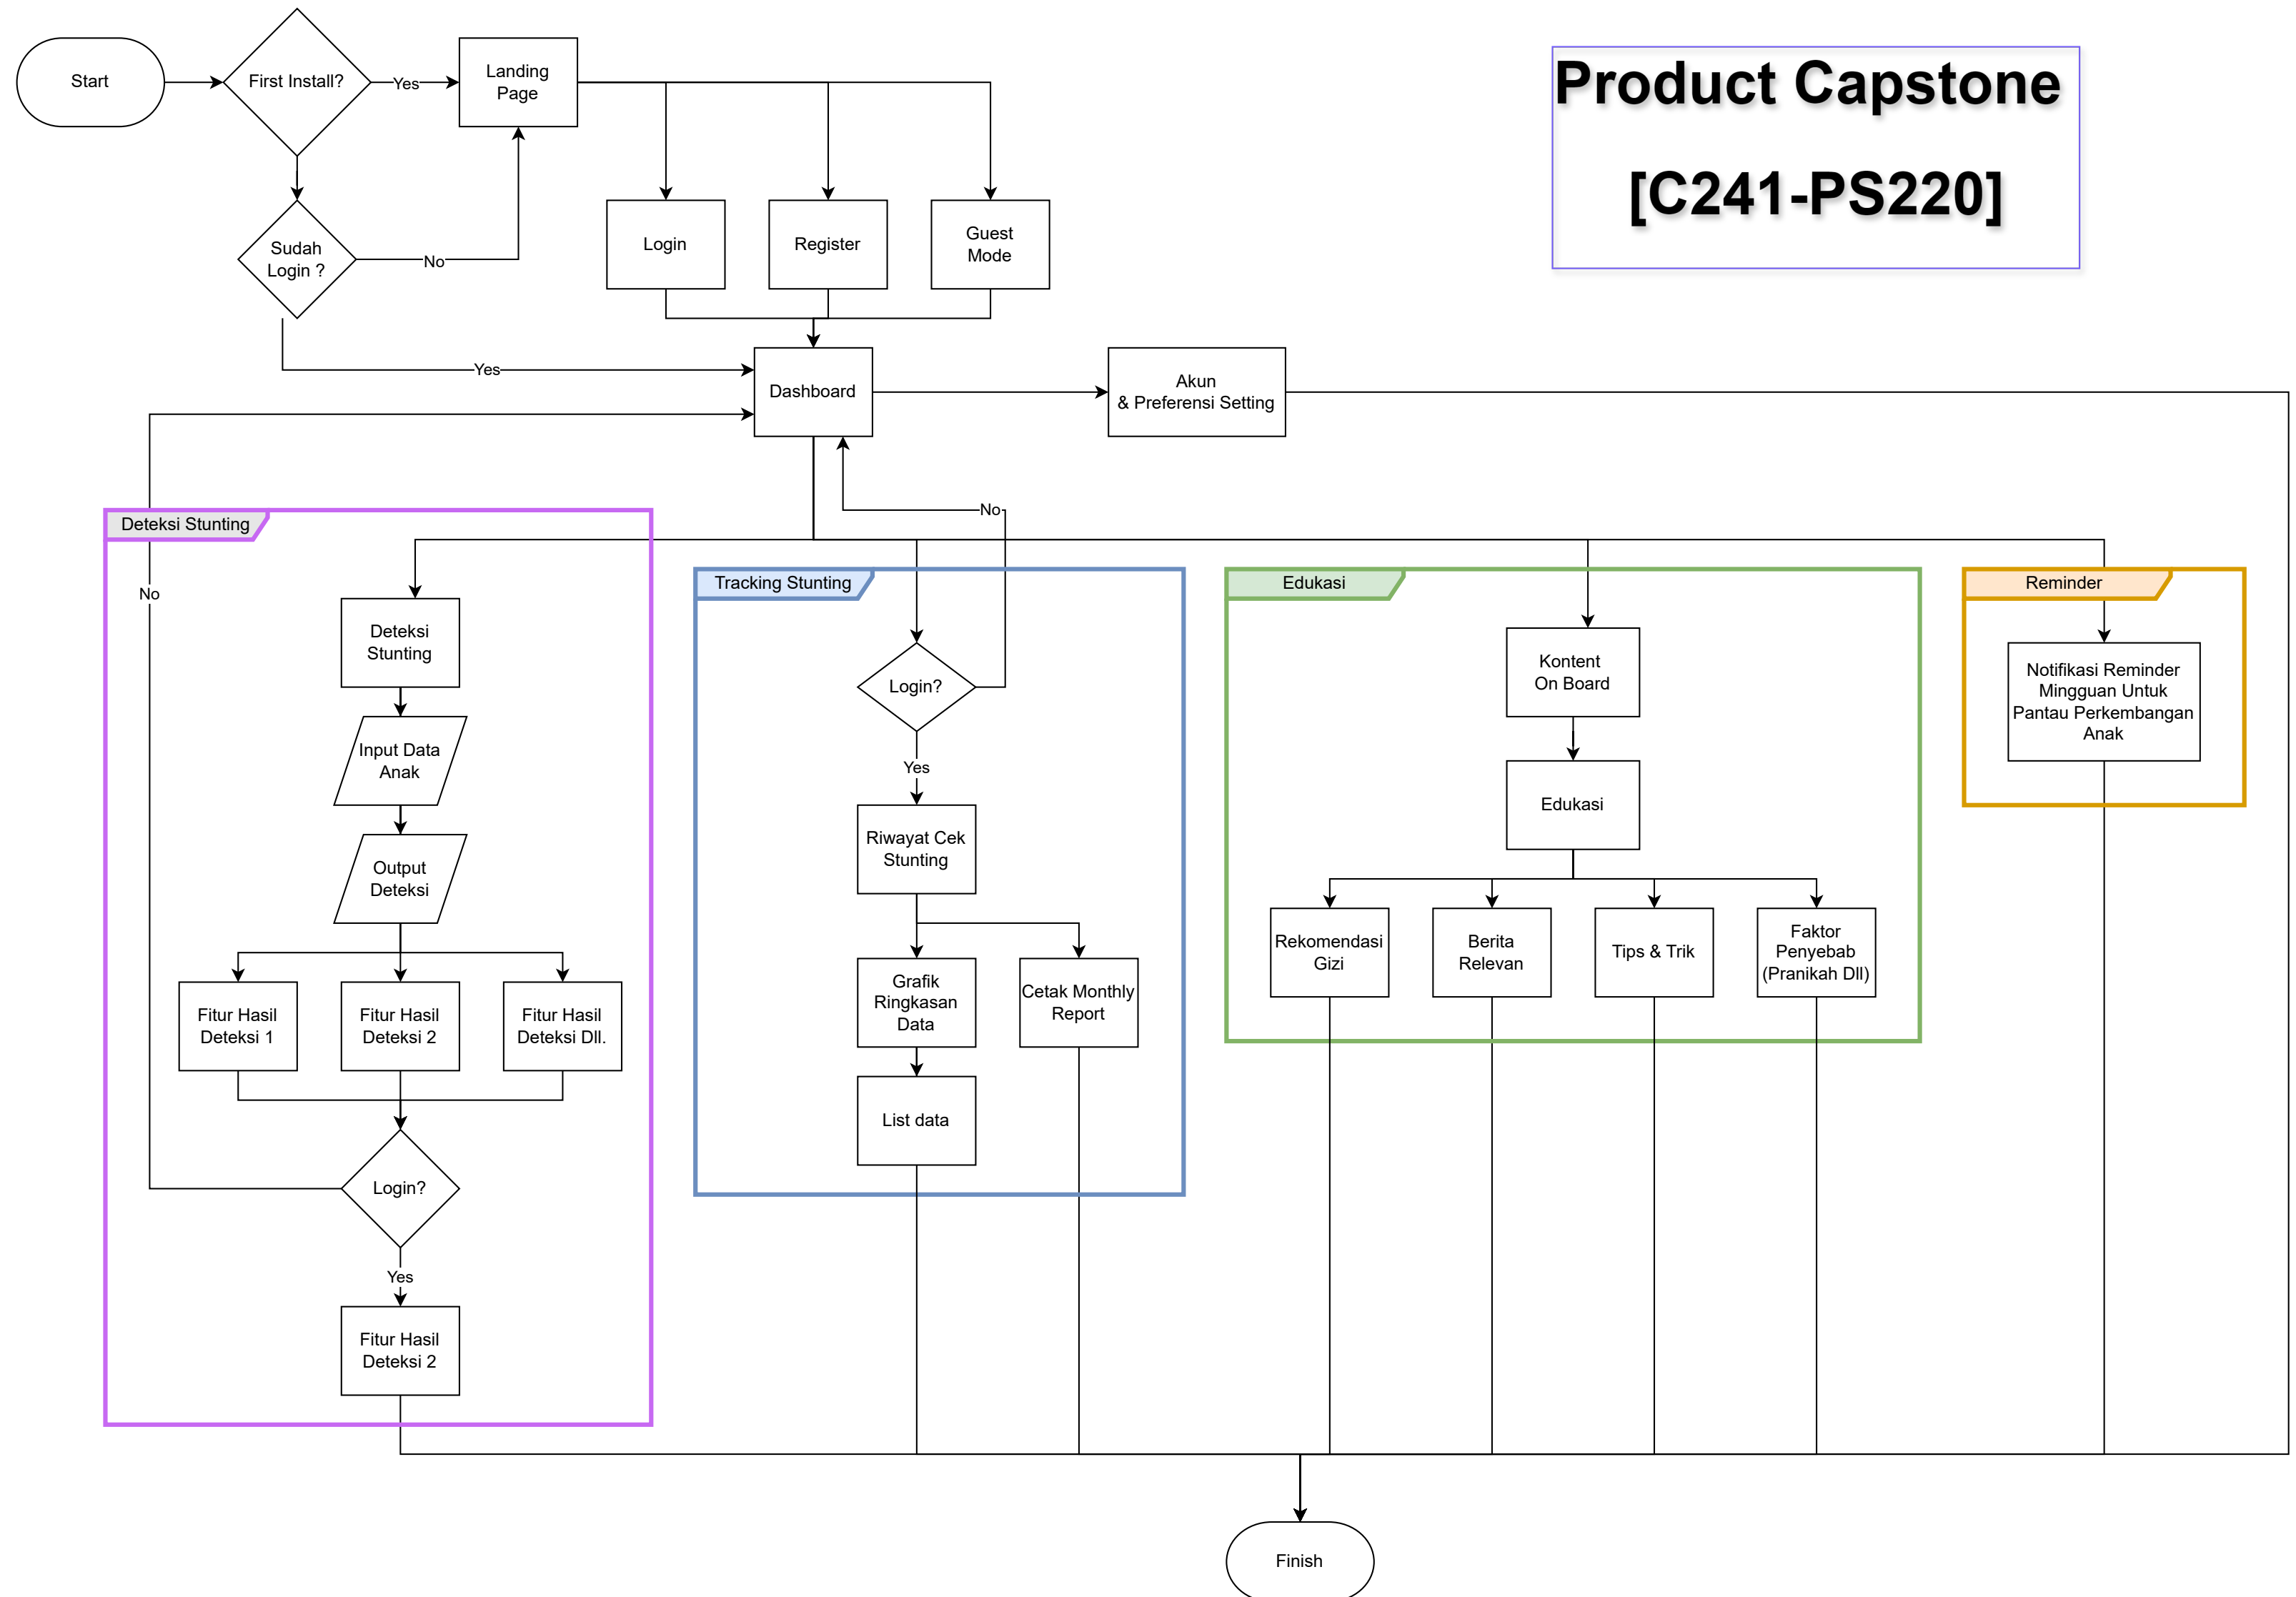 Start
First Install?
Yes
Landing
Page
Product Capstone
[C241-PS220]
Sudah
Login ?
No
Login
Register
Guest
Mode
Yes
Dashboard
Akun
& Preferensi Setting
No
Deteksi Stunting
No
Deteksi
Stunting
Input Data
Anak
Output
Deteksi
Fitur Hasil
Deteksi 1
Fitur Hasil
Deteksi 2
Fitur Hasil
Deteksi Dll.
Login?
Yes
Fitur Hasil
Deteksi 2
Tracking Stunting
Login?
Yes
Riwayat Cek
Stunting
Grafik
Ringkasan
Data
Cetak Monthly
Report
List data
Edukasi
Kontent
On Board
Edukasi
Rekomendasi
Gizi
Berita
Relevan
Tips & Trik
Faktor
Penyebab
(Pranikah Dll)
Reminder
Notifikasi Reminder
Mingguan Untuk
Pantau Perkembangan
Anak
Finish